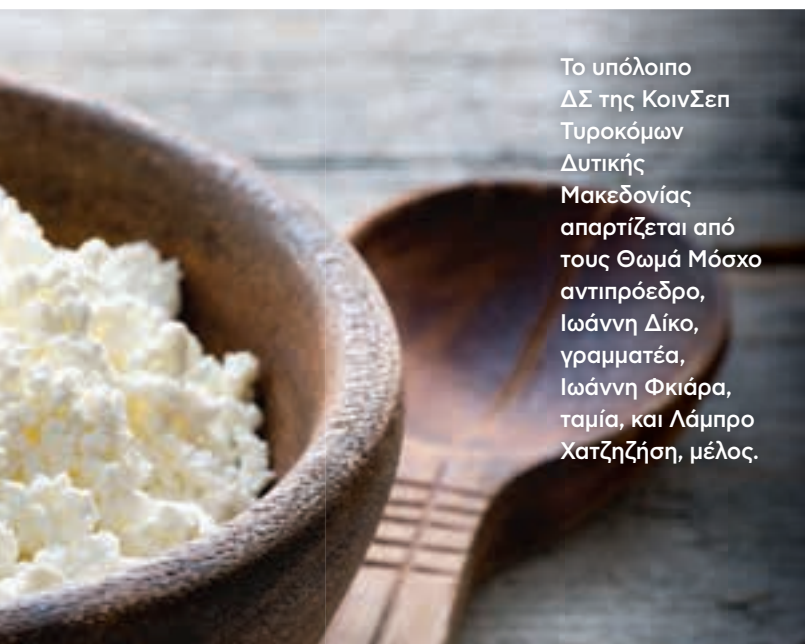 Το υπόλοιπο
ΔΣ της ΚοινΣεπ
Τυροκόμων
Δυτικής
Μακεδονίας
απαρτίζεται από
τους Θωμά Μόσχο
αντιπρόεδρο,
Ιωάννη Δίκο,
γραμματέα,
Ιωάννη Φκιάρα,
ταμία, και Λάμπρο
Χατζηζήση, μέλος.